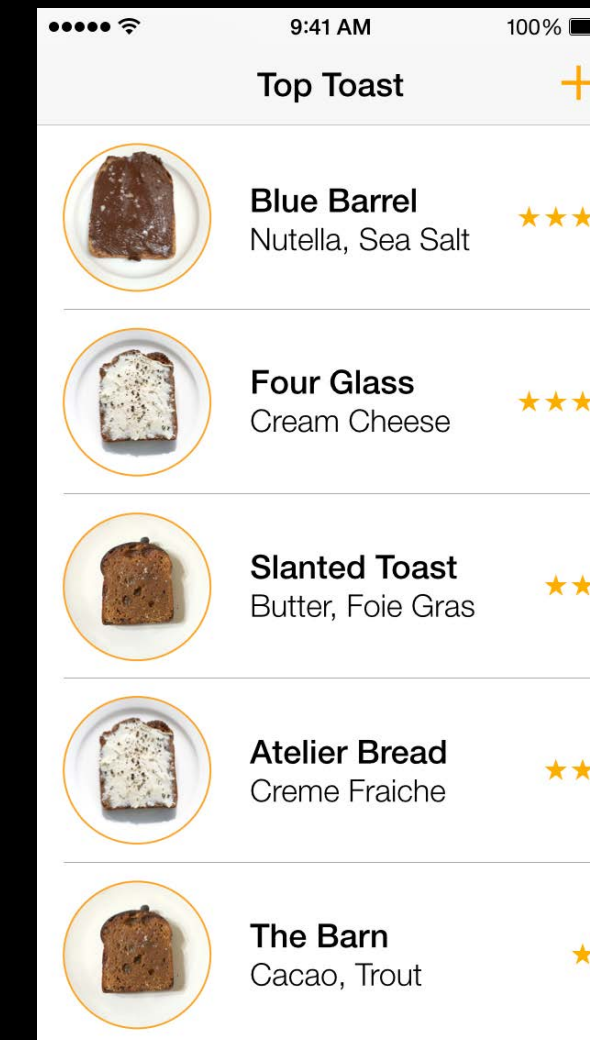 9:41 AM 100%
Top Toast
Blue Barrel
Nutella, Sea Salt
Four Glass
Cream Cheese
Slanted Toast
Butter, Foie Gras
Atelier Bread
Creme Fraiche
The Barn
Cacao, Trout